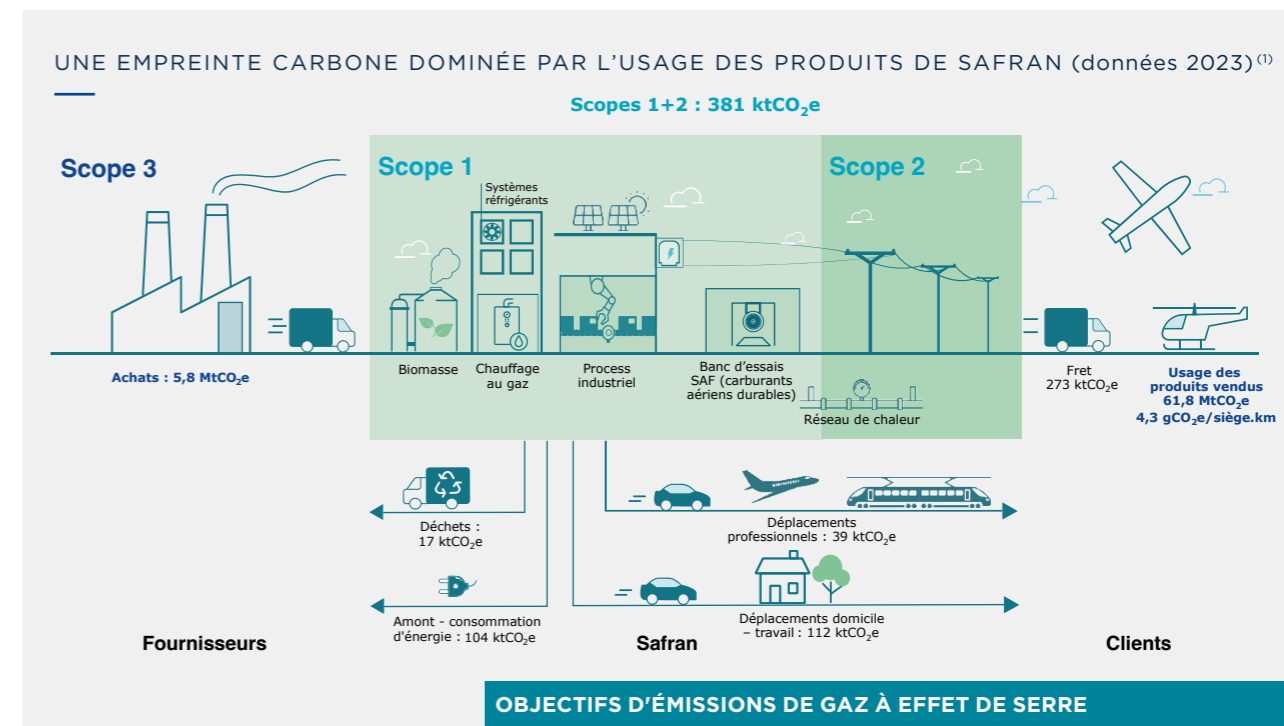 UNE EMPREINTE CARBONE DOMINÉE PAR L'USAGE DES PRODUITS DE SAFRAN (données 2023)⁽¹⁾
Scopes 1+2 : 381 ktCO₂e
Scope 3
Scope 1
Scope 2
Systèmes
réfrigérants
Achats : 5,8 MtCO₂e
Biomasse
Chauffage
au gaz
Process
industriel
Banc d'essais
SAF (carburants
aériens durables)
Réseau de chaleur
Fret
273 ktCO₂e
Usage des
produits vendus
61,8 MtCO₂e
4,3 gCO₂e/siège.km
Déchets :
17 ktCO₂e
Déplacements
professionnels : 39 ktCO₂e
Amont - consommation
d'énergie : 104 ktCO₂e
Déplacements domicile
– travail : 112 ktCO₂e
Fournisseurs
Safran
Clients
OBJECTIFS D'ÉMISSIONS DE GAZ À EFFET DE SERRE